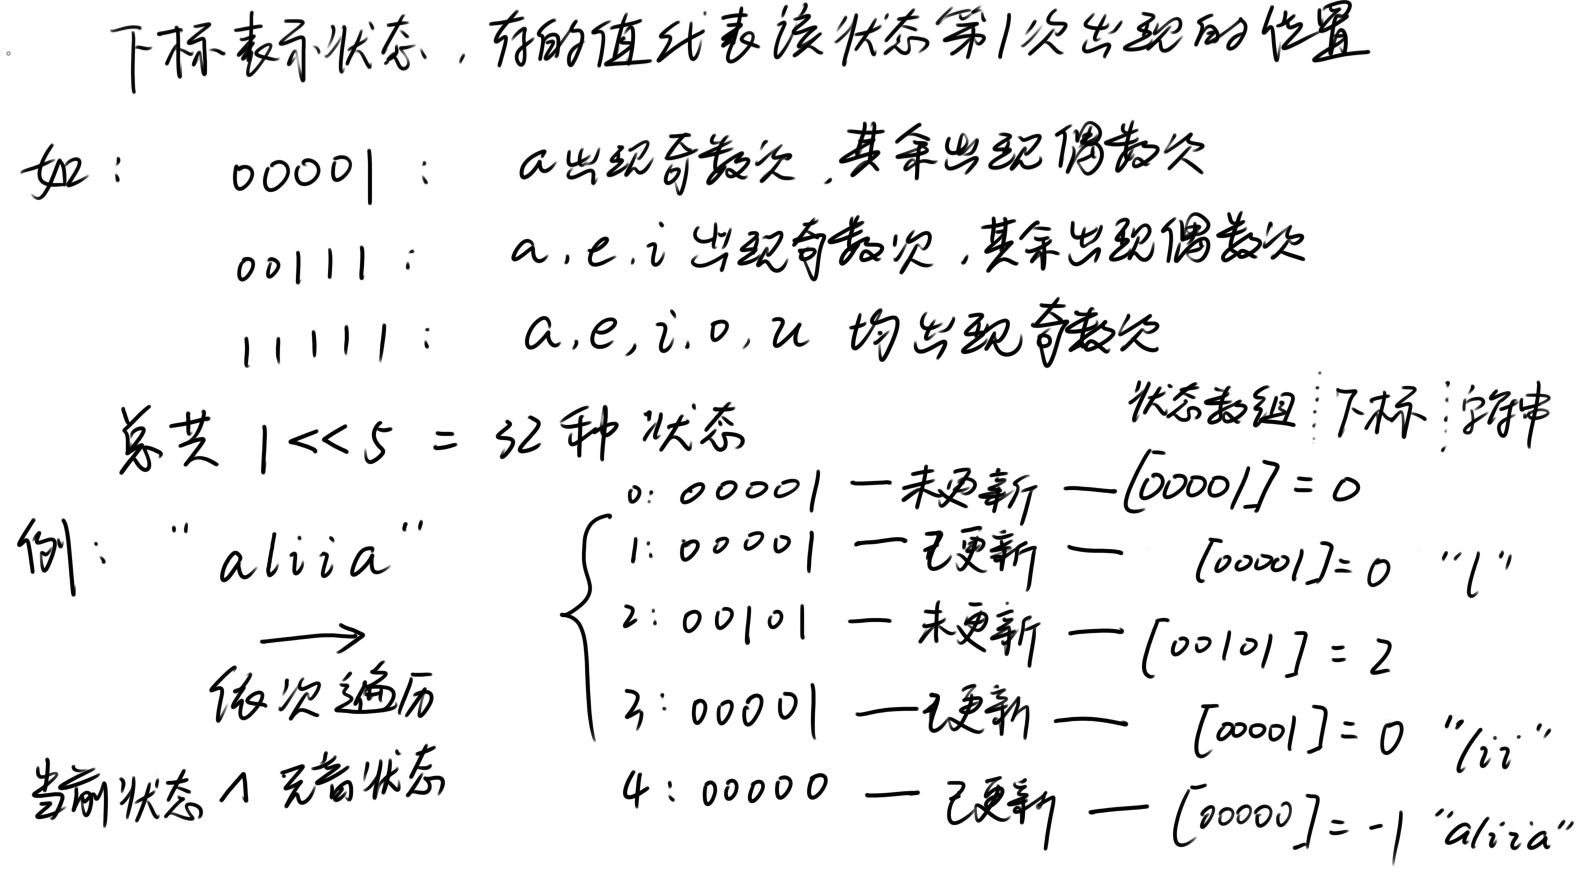 下标表示状态，存的值代表该状态第1次出现的位置
如： 00001： a出现奇数次，其余出现偶数次
00111： a,e,i 出现奇数次，其余出现偶数次
11111： a,e,i,o,u 均出现奇数次
总共 1<<5 = 32种状态
状态数组 下标 字符串
例： "aliia"
依次遍历
当前状态 ^ 元音状态
0: 00001 — 未更新 — [00001] = 0
1: 00001 — 已更新 — [00001] = 0 "l"
2: 00101 — 未更新 — [00101] = 2
3: 00001 — 已更新 — [00001] = 0 "lii"
4: 00000 — 已更新 — [00000] = -1 "aliia"